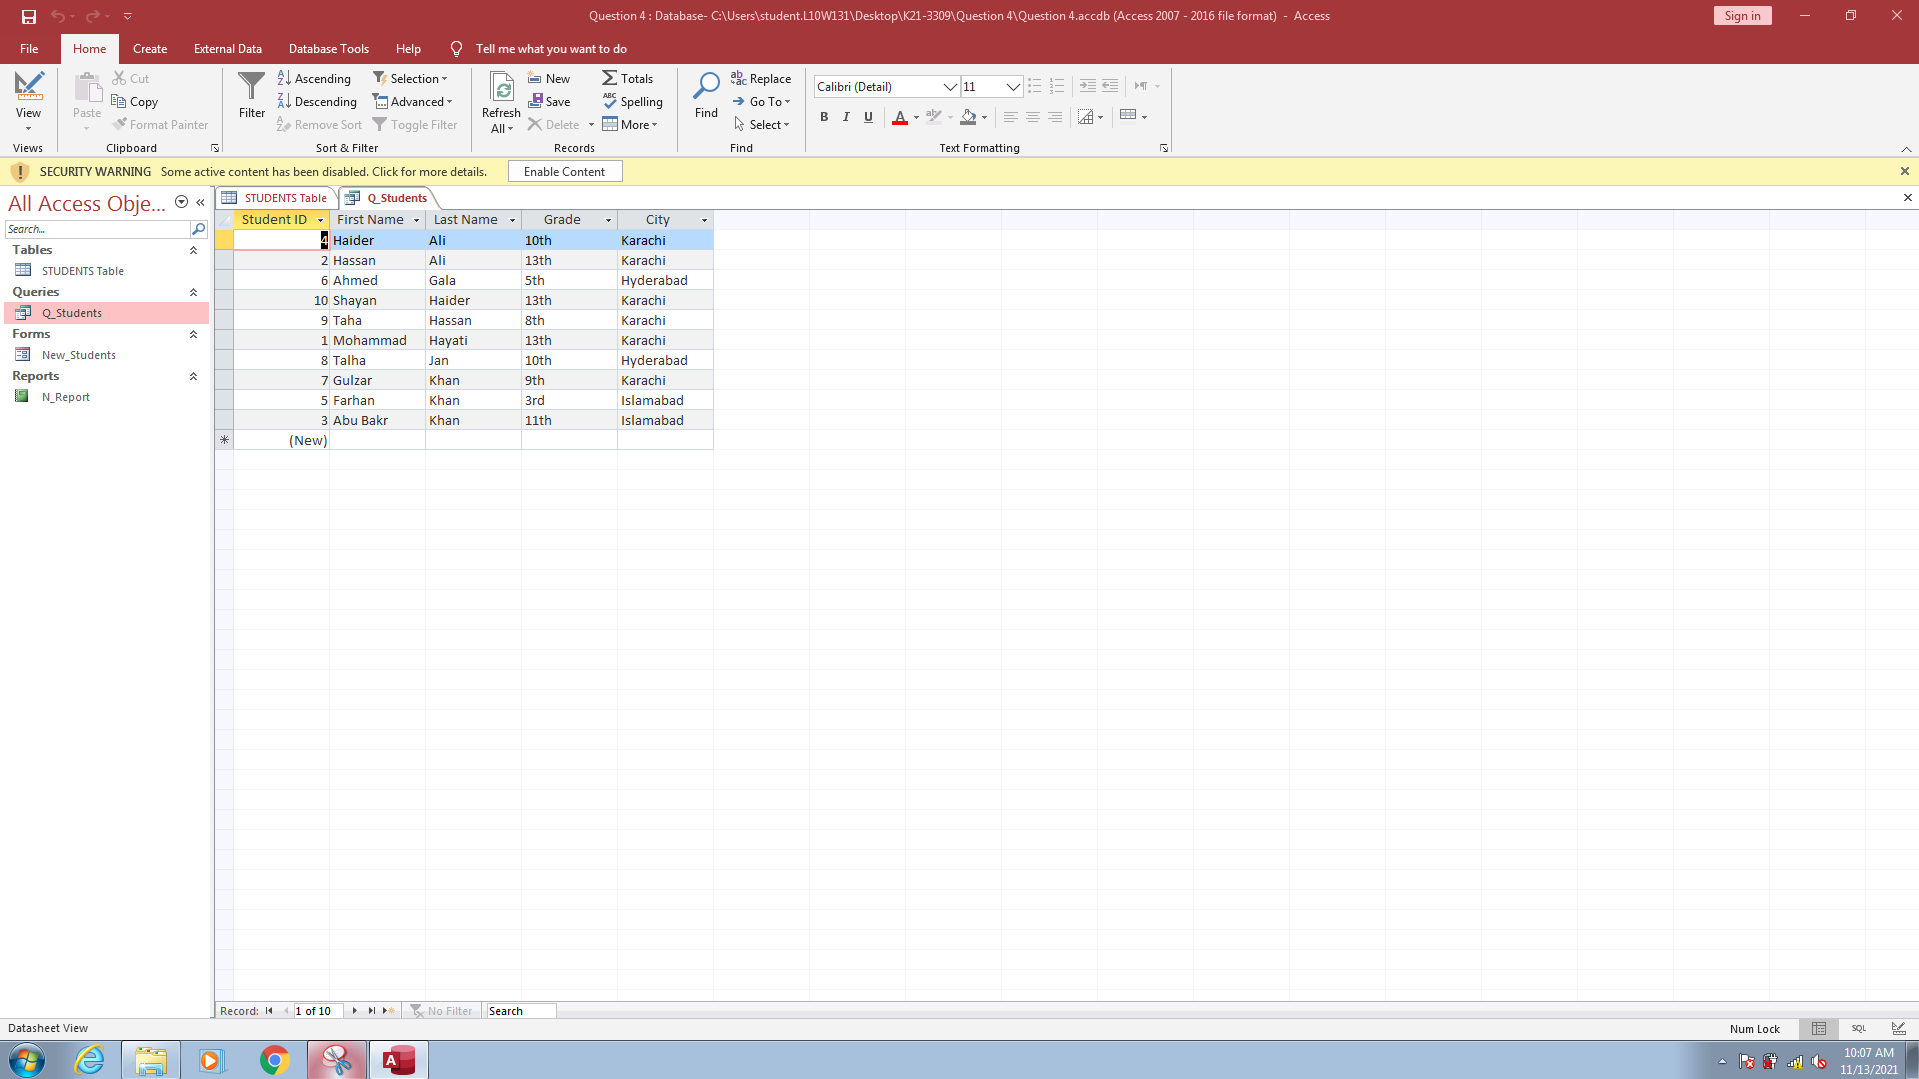 Question 4 : Database- C:\Users\student.L10W131\Desktop\K21-3309\Question 4\Question 4.accdb (Access 2007 - 2016 file format) - Access
Sign in
File Home Create External Data Database Tools Help Tell me what you want to do
View
Views
Paste
Cut
Copy
Format Painter
Clipboard
Filter
Ascending
Descending
Remove Sort
Selection
Advanced
Toggle Filter
Sort & Filter
Refresh
All
New
Save
Delete
Totals
Spelling
More
Records
Find
Replace
Go To
Select
Find
Calibri (Detail) 11
B I U
Text Formatting
SECURITY WARNING Some active content has been disabled. Click for more details. Enable Content
All Access Obje...
Search...
Tables
STUDENTS Table
Queries
Q_Students
Forms
New_Students
Reports
N_Report
STUDENTS Table Q_Students
Student ID First Name Last Name Grade City
4 Haider Ali 10th Karachi
2 Hassan Ali 13th Karachi
6 Ahmed Gala 5th Hyderabad
10 Shayan Haider 13th Karachi
9 Taha Hassan 8th Karachi
1 Mohammad Hayati 13th Karachi
8 Talha Jan 10th Hyderabad
7 Gulzar Khan 9th Karachi
5 Farhan Khan 3rd Islamabad
3 Abu Bakr Khan 11th Islamabad
(New)
Record: 1 of 10 No Filter Search
Datasheet View
Num Lock
SQL
10:07 AM
11/13/2021